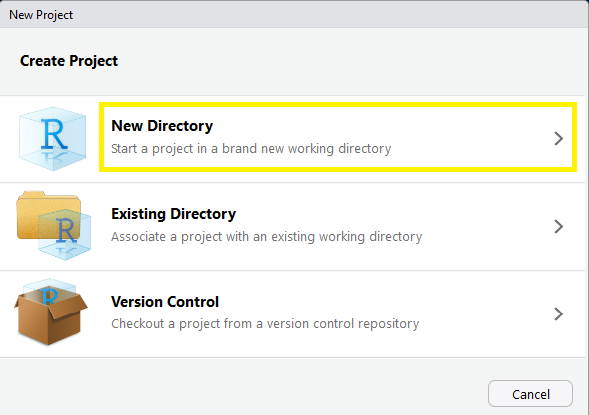 New Project
Create Project
R
New Directory
Start a project in a brand new working directory
R
Existing Directory
Associate a project with an existing working directory
R
Version Control
Checkout a project from a version control repository
Cancel